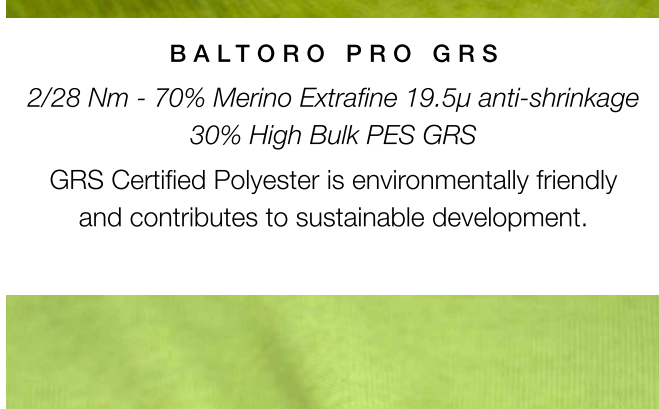 BALTORO PRO GRS
2/28 Nm - 70% Merino Extrafine 19.5µ anti-shrinkage
30% High Bulk PES GRS
GRS Certified Polyester is environmentally friendly
and contributes to sustainable development.